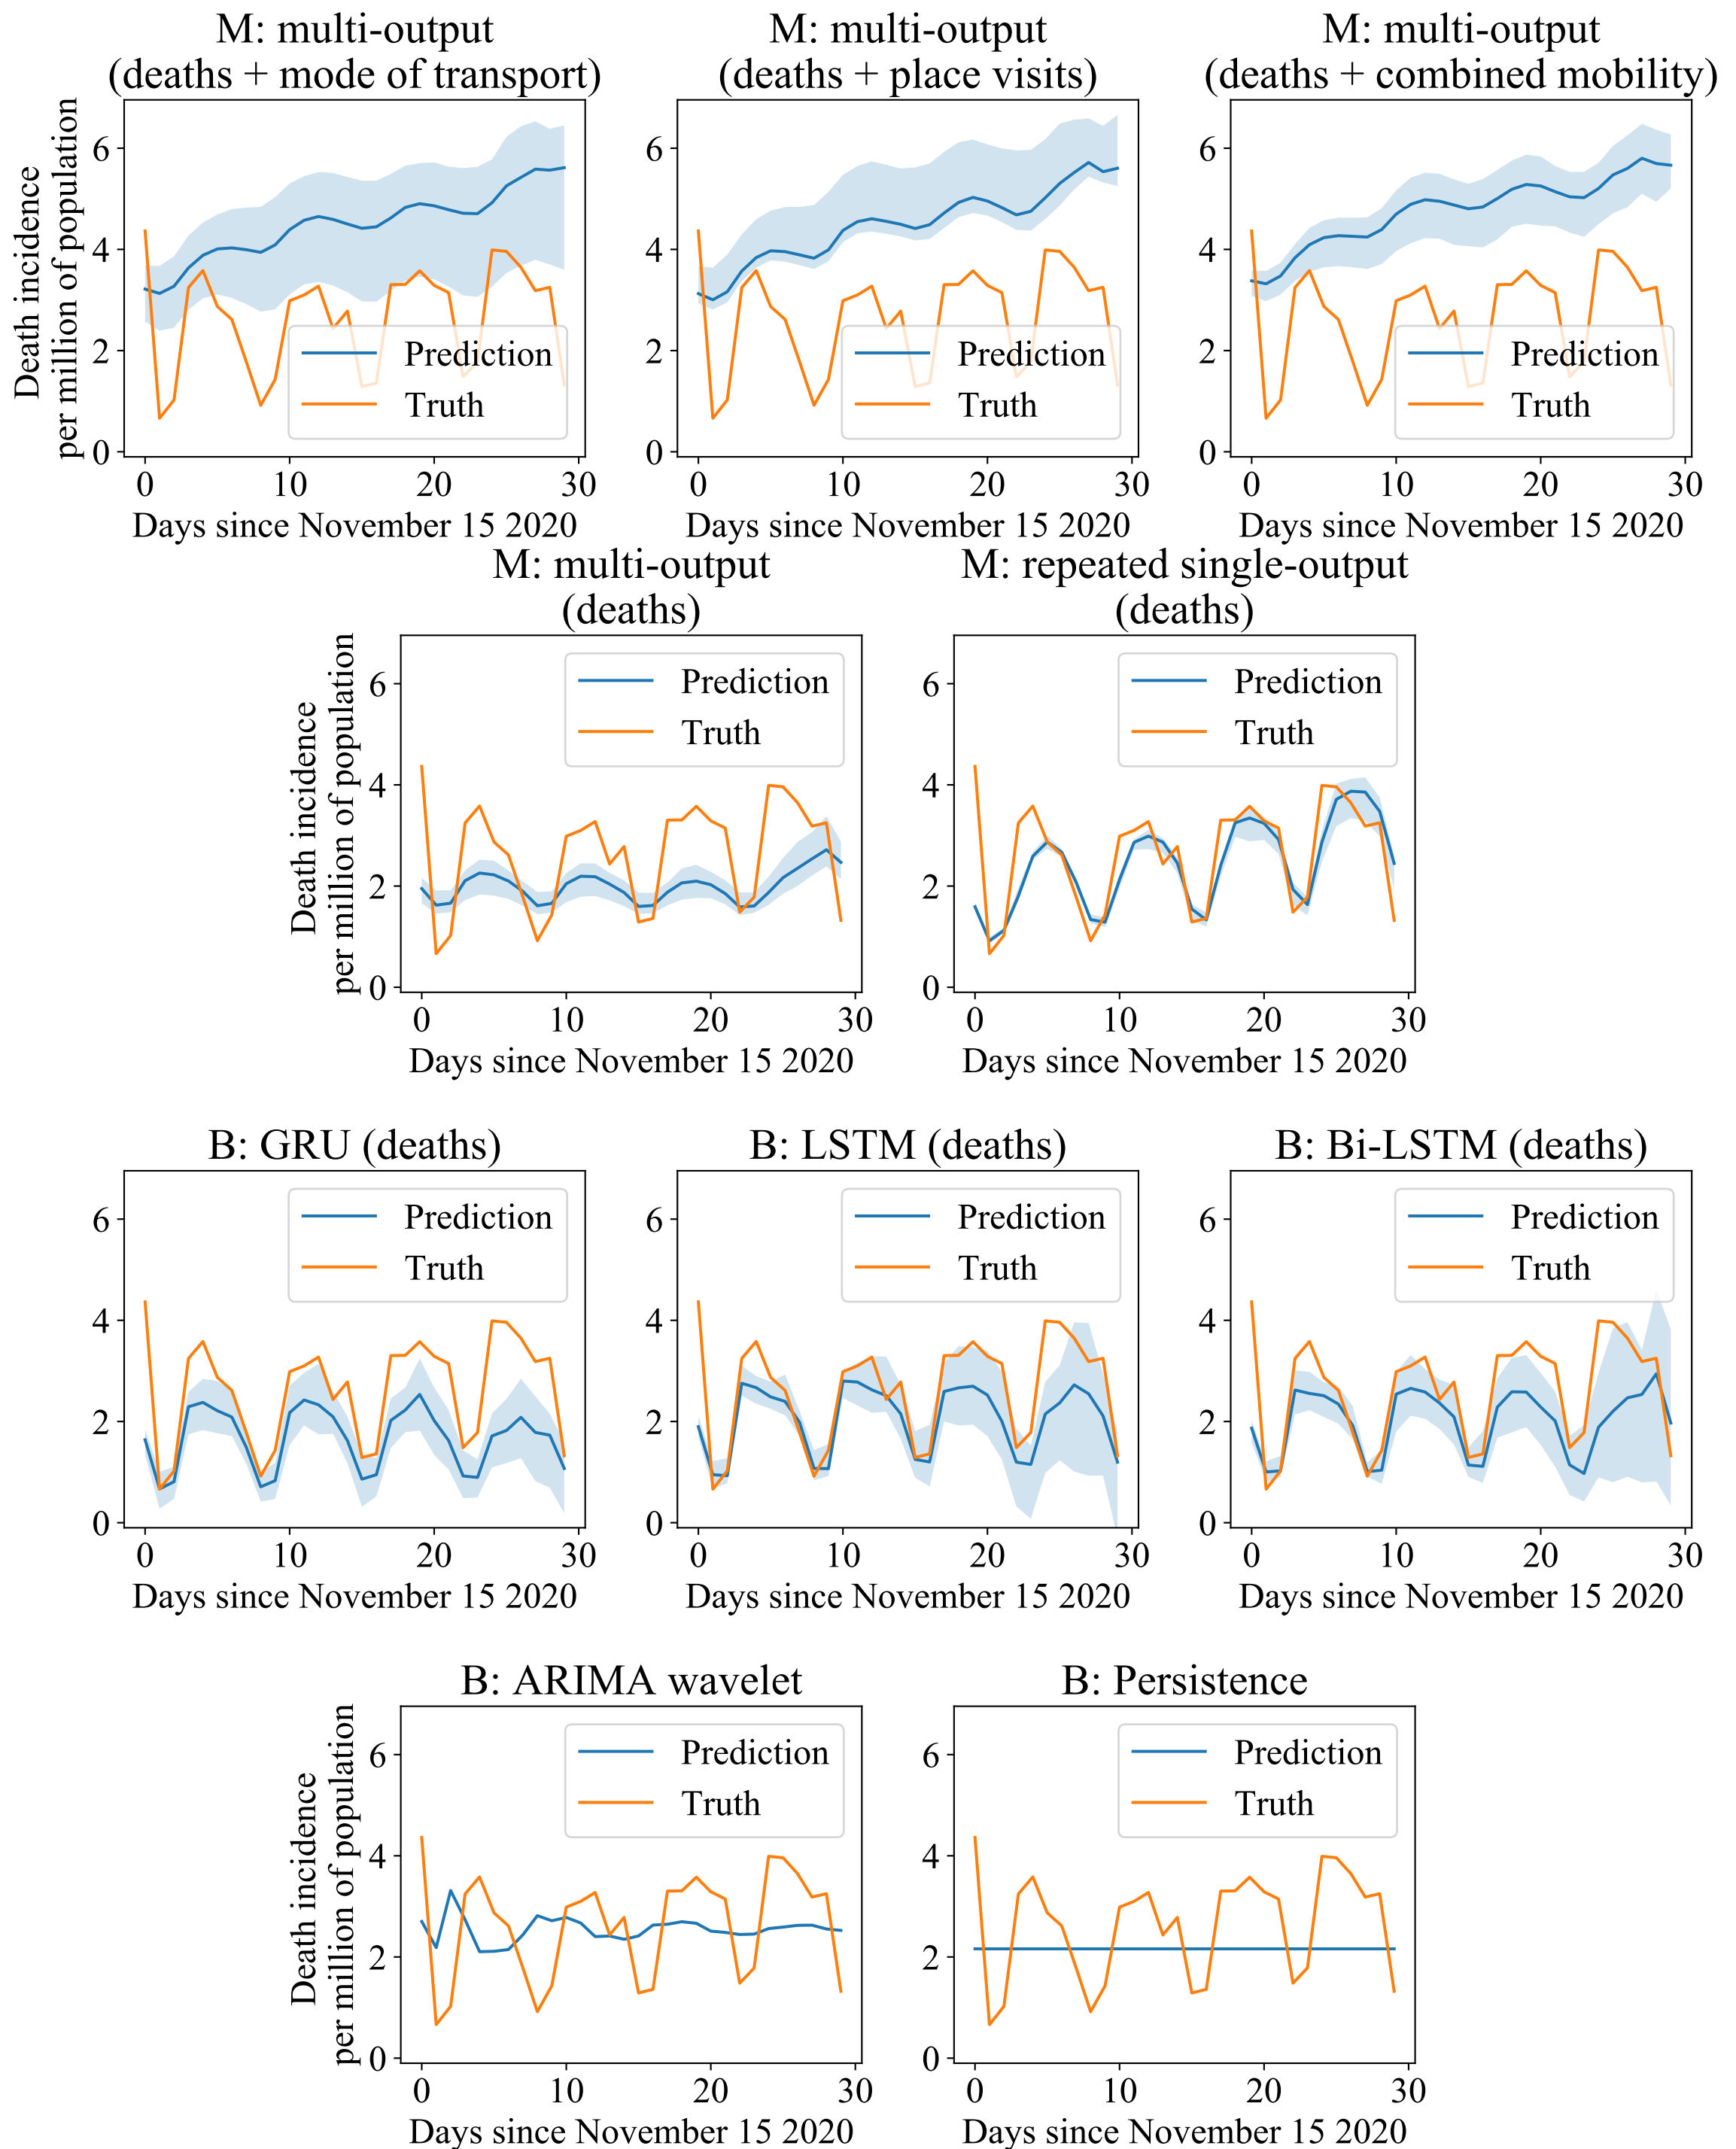 M: multi-output
(deaths + mode of transport)
M: multi-output
(deaths + place visits)
M: multi-output
(deaths + combined mobility)
Death incidence
per million of population
6
4
2
0
Prediction
Truth
0 10 20 30
Days since November 15 2020
6
4
2
0
Prediction
Truth
0 10 20 30
Days since November 15 2020
6
4
2
0
Prediction
Truth
0 10 20 30
Days since November 15 2020
M: multi-output
(deaths)
M: repeated single-output
(deaths)
Death incidence
per million of population
6
4
2
0
Prediction
Truth
0 10 20 30
Days since November 15 2020
6
4
2
0
Prediction
Truth
0 10 20 30
Days since November 15 2020
B: GRU (deaths)
B: LSTM (deaths)
B: Bi-LSTM (deaths)
6
4
2
0
Prediction
Truth
0 10 20 30
Days since November 15 2020
6
4
2
0
Prediction
Truth
0 10 20 30
Days since November 15 2020
6
4
2
0
Prediction
Truth
0 10 20 30
Days since November 15 2020
B: ARIMA wavelet
B: Persistence
Death incidence
per million of population
6
4
2
0
Prediction
Truth
0 10 20 30
Days since November 15 2020
6
4
2
0
Prediction
Truth
0 10 20 30
Days since November 15 2020